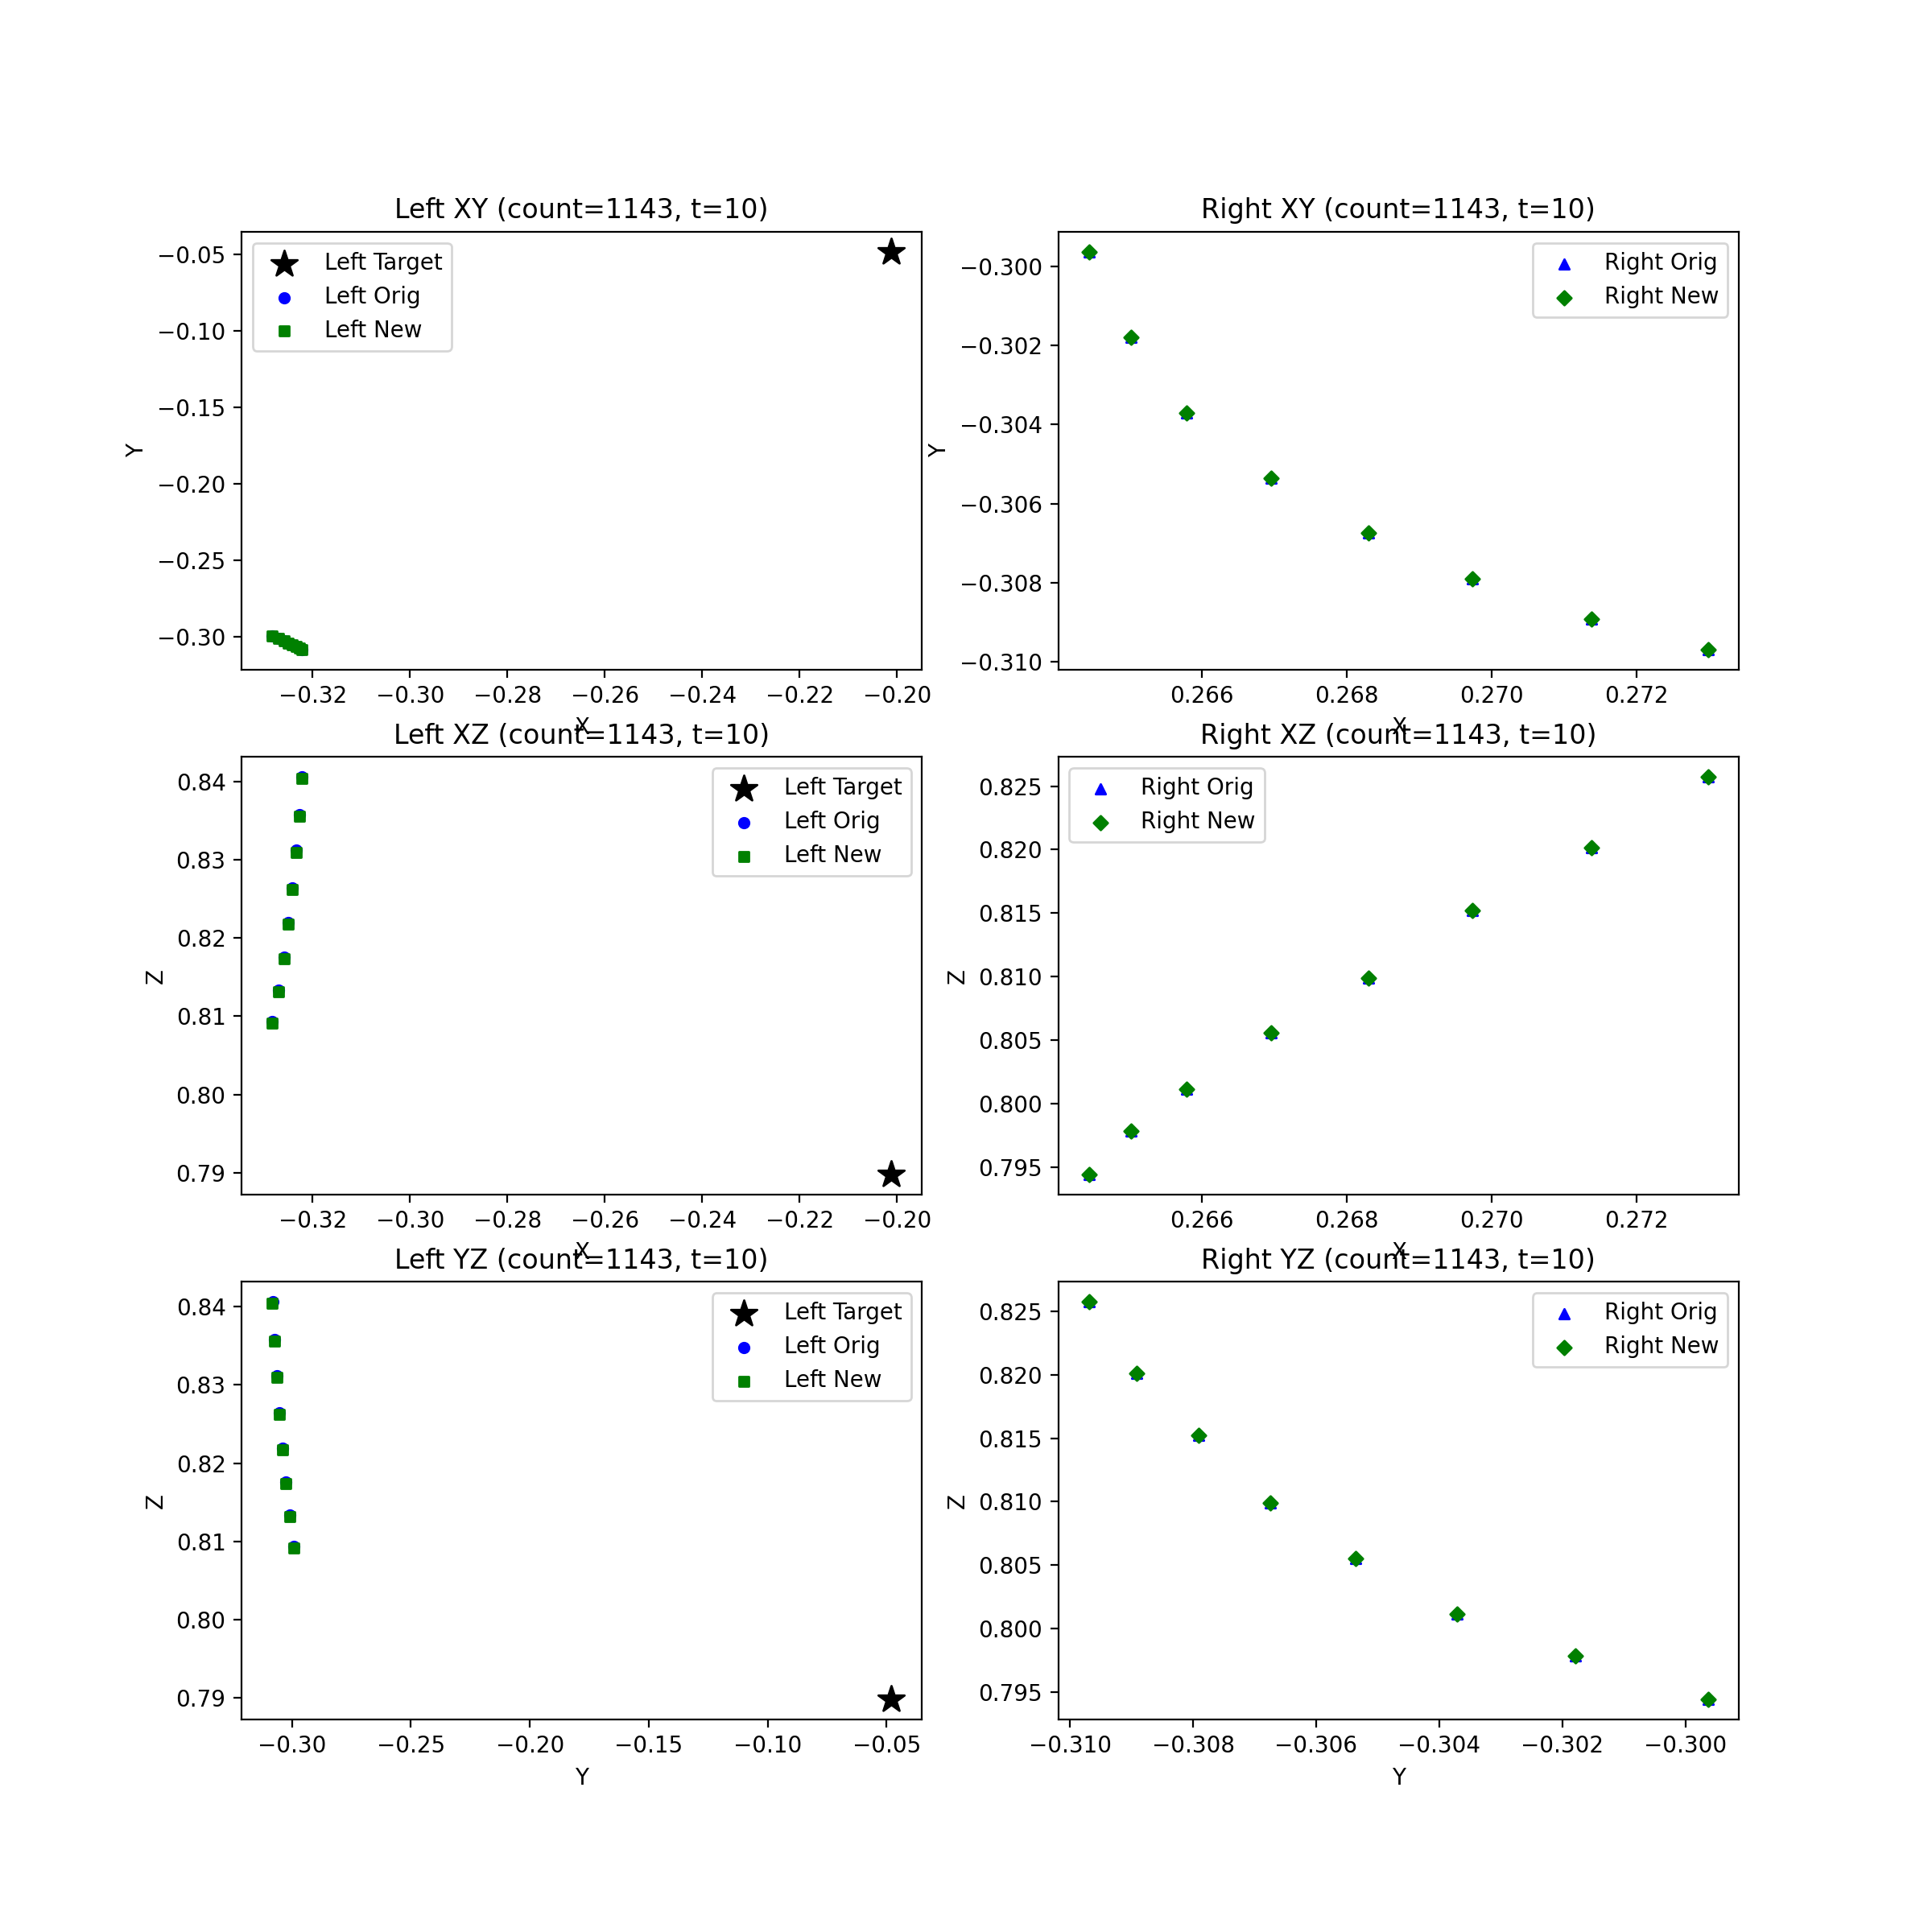 Left XY (count=1143, t=10)
Left Target
Left Orig
Left New
−0.05
−0.10
−0.15
−0.20
−0.25
−0.30
Y
−0.32
−0.30
−0.28
−0.26
−0.24
−0.22
−0.20
X
Right XY (count=1143, t=10)
Right Orig
Right New
−0.300
−0.302
−0.304
−0.306
−0.308
−0.310
Y
0.266
0.268
0.270
0.272
X
Left XZ (count=1143, t=10)
Left Target
Left Orig
Left New
0.84
0.83
0.82
0.81
0.80
0.79
Z
−0.32
−0.30
−0.28
−0.26
−0.24
−0.22
−0.20
X
Right XZ (count=1143, t=10)
Right Orig
Right New
0.825
0.820
0.815
0.810
0.805
0.800
0.795
Z
0.266
0.268
0.270
0.272
X
Left YZ (count=1143, t=10)
Left Target
Left Orig
Left New
0.84
0.83
0.82
0.81
0.80
0.79
Z
−0.30
−0.25
−0.20
−0.15
−0.10
−0.05
Y
Right YZ (count=1143, t=10)
Right Orig
Right New
0.825
0.820
0.815
0.810
0.805
0.800
0.795
Z
−0.310
−0.308
−0.306
−0.304
−0.302
−0.300
Y